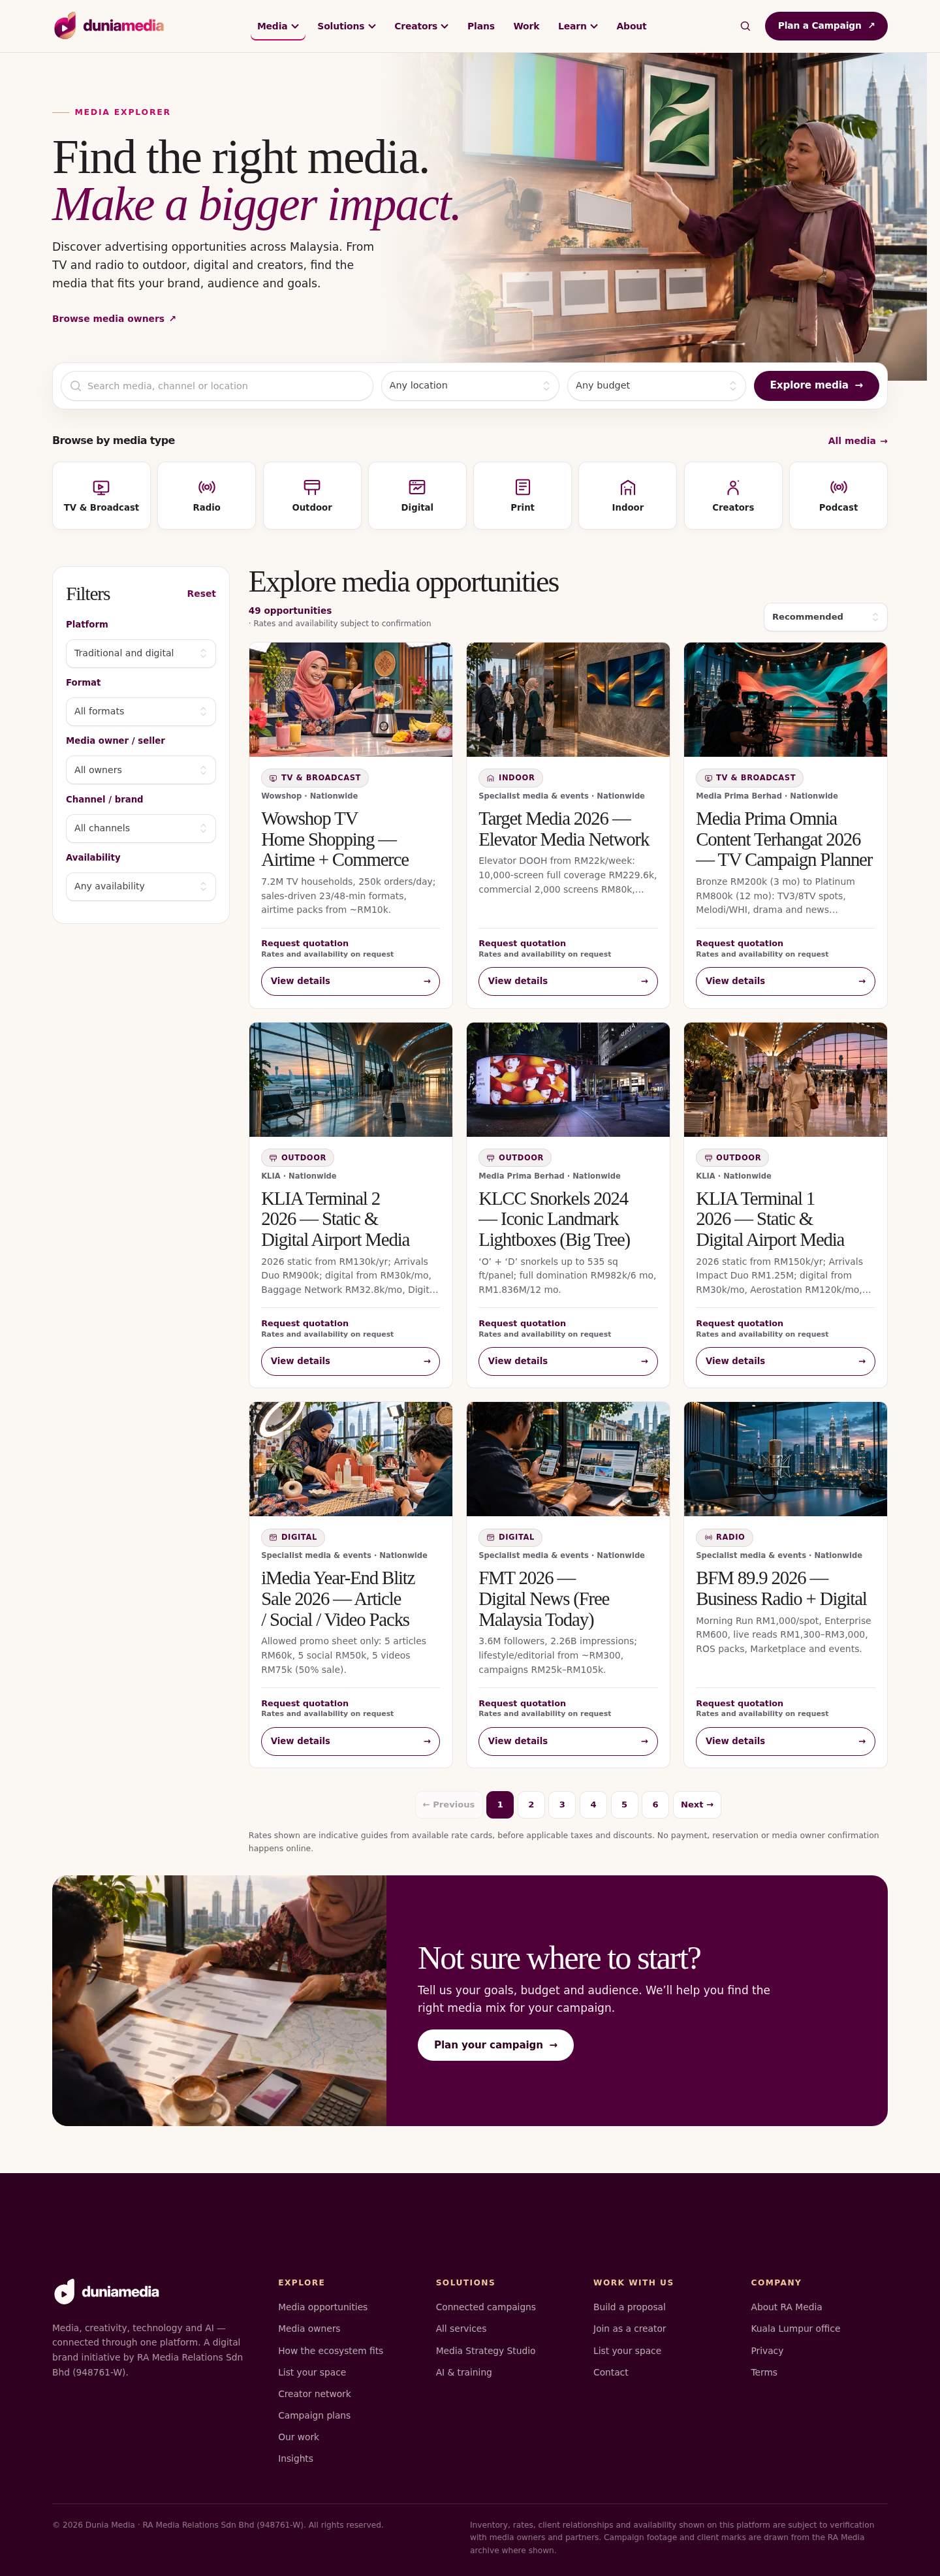 duniamedia
Media
Solutions
Creators
Plans
Work
Learn
About
Plan a Campaign ↗
MEDIA EXPLORER
Find the right media.
Make a bigger impact.
Discover advertising opportunities across Malaysia. From
TV and radio to outdoor, digital and creators, find the
media that fits your brand, audience and goals.
Browse media owners ↗
Search media, channel or location
Any location
Any budget
Explore media →
Browse by media type
All media →
TV & Broadcast
Radio
Outdoor
Digital
Print
Indoor
Creators
Podcast
Filters
Reset
Platform
Traditional and digital
Format
All formats
Media owner / seller
All owners
Channel / brand
All channels
Availability
Any availability
Explore media opportunities
49 opportunities
· Rates and availability subject to confirmation
Recommended
TV & BROADCAST
Wowshop · Nationwide
Wowshop TV
Home Shopping —
Airtime + Commerce
7.2M TV households, 250k orders/day;
sales-driven 23/48-min formats,
airtime packs from ~RM10k.
Request quotation
Rates and availability on request
View details →
INDOOR
Specialist media & events · Nationwide
Target Media 2026 —
Elevator Media Network
Elevator DOOH from RM22k/week:
10,000-screen full coverage RM229.6k,
commercial 2,000 screens RM80k,...
Request quotation
Rates and availability on request
View details →
TV & BROADCAST
Media Prima Berhad · Nationwide
Media Prima Omnia
Content Terhangat 2026
— TV Campaign Planner
Bronze RM200k (3 mo) to Platinum
RM800k (12 mo): TV3/8TV spots,
Melodi/WHI, drama and news...
Request quotation
Rates and availability on request
View details →
OUTDOOR
KLIA · Nationwide
KLIA Terminal 2
2026 — Static &
Digital Airport Media
2026 static from RM130k/yr; Arrivals
Duo RM900k; digital from RM30k/mo,
Baggage Network RM32.8k/mo, Digit...
Request quotation
Rates and availability on request
View details →
OUTDOOR
Media Prima Berhad · Nationwide
KLCC Snorkels 2024
— Iconic Landmark
Lightboxes (Big Tree)
‘O’ + ‘D’ snorkels up to 535 sq
ft/panel; full domination RM982k/6 mo,
RM1.836M/12 mo.
Request quotation
Rates and availability on request
View details →
OUTDOOR
KLIA · Nationwide
KLIA Terminal 1
2026 — Static &
Digital Airport Media
2026 static from RM150k/yr; Arrivals
Impact Duo RM1.25M; digital from
RM30k/mo, Aerostation RM120k/mo,...
Request quotation
Rates and availability on request
View details →
DIGITAL
Specialist media & events · Nationwide
iMedia Year-End Blitz
Sale 2026 — Article
/ Social / Video Packs
Allowed promo sheet only: 5 articles
RM60k, 5 social RM50k, 5 videos
RM75k (50% sale).
Request quotation
Rates and availability on request
View details →
DIGITAL
Specialist media & events · Nationwide
FMT 2026 —
Digital News (Free
Malaysia Today)
3.6M followers, 2.26B impressions;
lifestyle/editorial from ~RM300,
campaigns RM25k–RM105k.
Request quotation
Rates and availability on request
View details →
RADIO
Specialist media & events · Nationwide
BFM 89.9 2026 —
Business Radio + Digital
Morning Run RM1,000/spot, Enterprise
RM600, live reads RM1,300–RM3,000,
ROS packs, Marketplace and events.
Request quotation
Rates and availability on request
View details →
← Previous 1 2 3 4 5 6 Next →
Rates shown are indicative guides from available rate cards, before applicable taxes and discounts. No payment, reservation or media owner confirmation
happens online.
Not sure where to start?
Tell us your goals, budget and audience. We’ll help you find the
right media mix for your campaign.
Plan your campaign →
duniamedia
Media, creativity, technology and AI —
connected through one platform. A digital
brand initiative by RA Media Relations Sdn
Bhd (948761-W).
EXPLORE
Media opportunities
Media owners
How the ecosystem fits
List your space
Creator network
Campaign plans
Our work
Insights
SOLUTIONS
Connected campaigns
All services
Media Strategy Studio
AI & training
WORK WITH US
Build a proposal
Join as a creator
List your space
Contact
COMPANY
About RA Media
Kuala Lumpur office
Privacy
Terms
© 2026 Dunia Media · RA Media Relations Sdn Bhd (948761-W). All rights reserved.
Inventory, rates, client relationships and availability shown on this platform are subject to verification
with media owners and partners. Campaign footage and client marks are drawn from the RA Media
archive where shown.